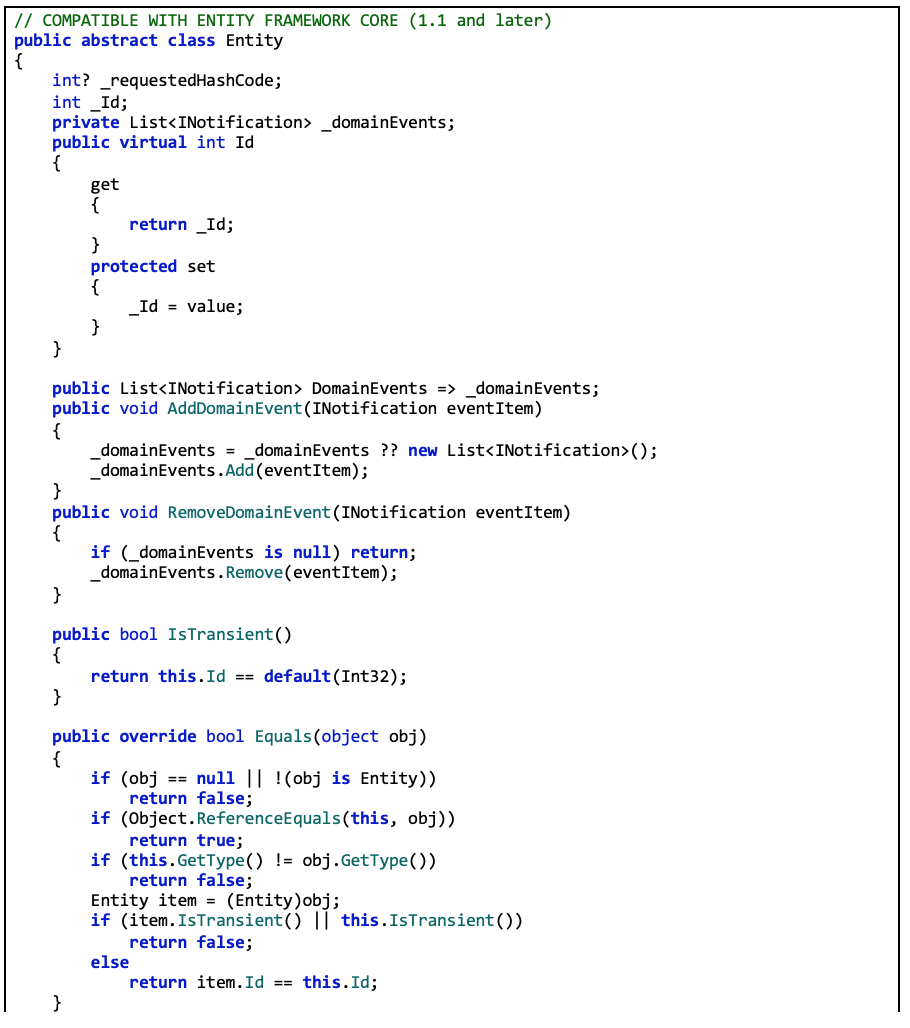 // COMPATIBLE WITH ENTITY FRAMEWORK CORE (1.1 and later)
public abstract class Entity
{
    int? _requestedHashCode;
    int _Id;
    private List<INotification> _domainEvents;
    public virtual int Id
    {
        get
        {
            return _Id;
        }
        protected set
        {
            _Id = value;
        }
    }

    public List<INotification> DomainEvents => _domainEvents;
    public void AddDomainEvent(INotification eventItem)
    {
        _domainEvents = _domainEvents ?? new List<INotification>();
        _domainEvents.Add(eventItem);
    }
    public void RemoveDomainEvent(INotification eventItem)
    {
        if (_domainEvents is null) return;
        _domainEvents.Remove(eventItem);
    }

    public bool IsTransient()
    {
        return this.Id == default(Int32);
    }

    public override bool Equals(object obj)
    {
        if (obj == null || !(obj is Entity))
            return false;
        if (Object.ReferenceEquals(this, obj))
            return true;
        if (this.GetType() != obj.GetType())
            return false;
        Entity item = (Entity)obj;
        if (item.IsTransient() || this.IsTransient())
            return false;
        else
            return item.Id == this.Id;
    }